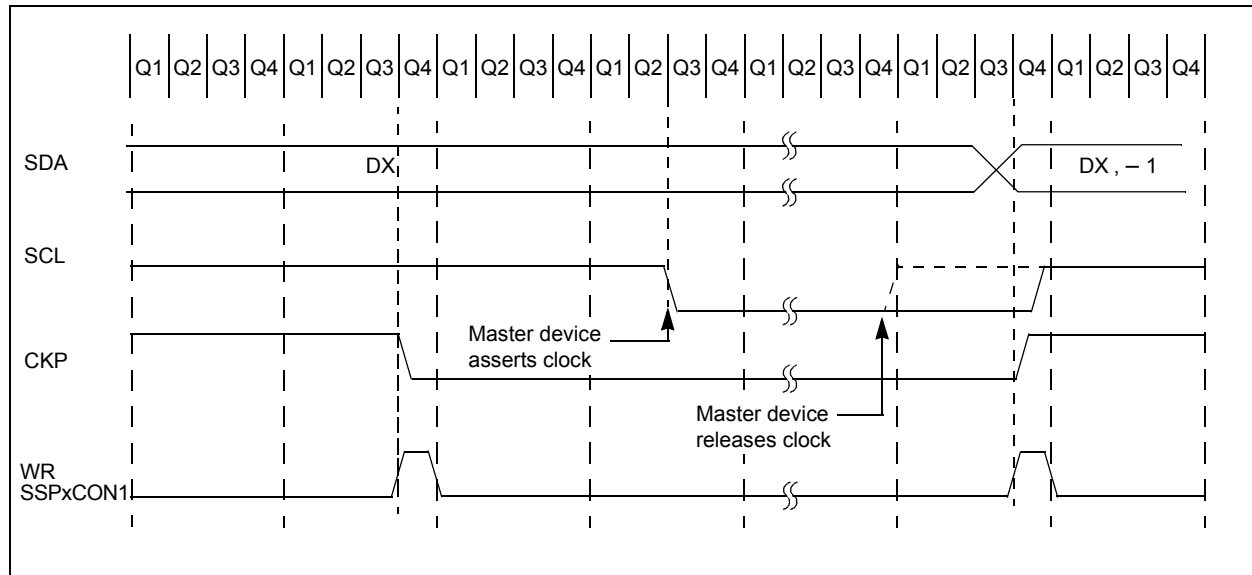 Q1 Q2 Q3 Q4 Q1 Q2 Q3 Q4 Q1 Q2 Q3 Q4 Q1 Q2 Q3 Q4 Q1 Q2 Q3 Q4 Q1 Q2 Q3 Q4 Q1 Q2 Q3 Q4
SDA
DX
DX , – 1
SCL
Master device
asserts clock
CKP
Master device
releases clock
WR
SSPxCON1